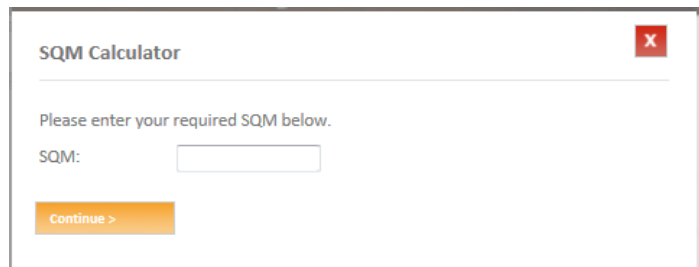 SQM Calculator
X
Please enter your required SQM below.
SQM:
Continue >